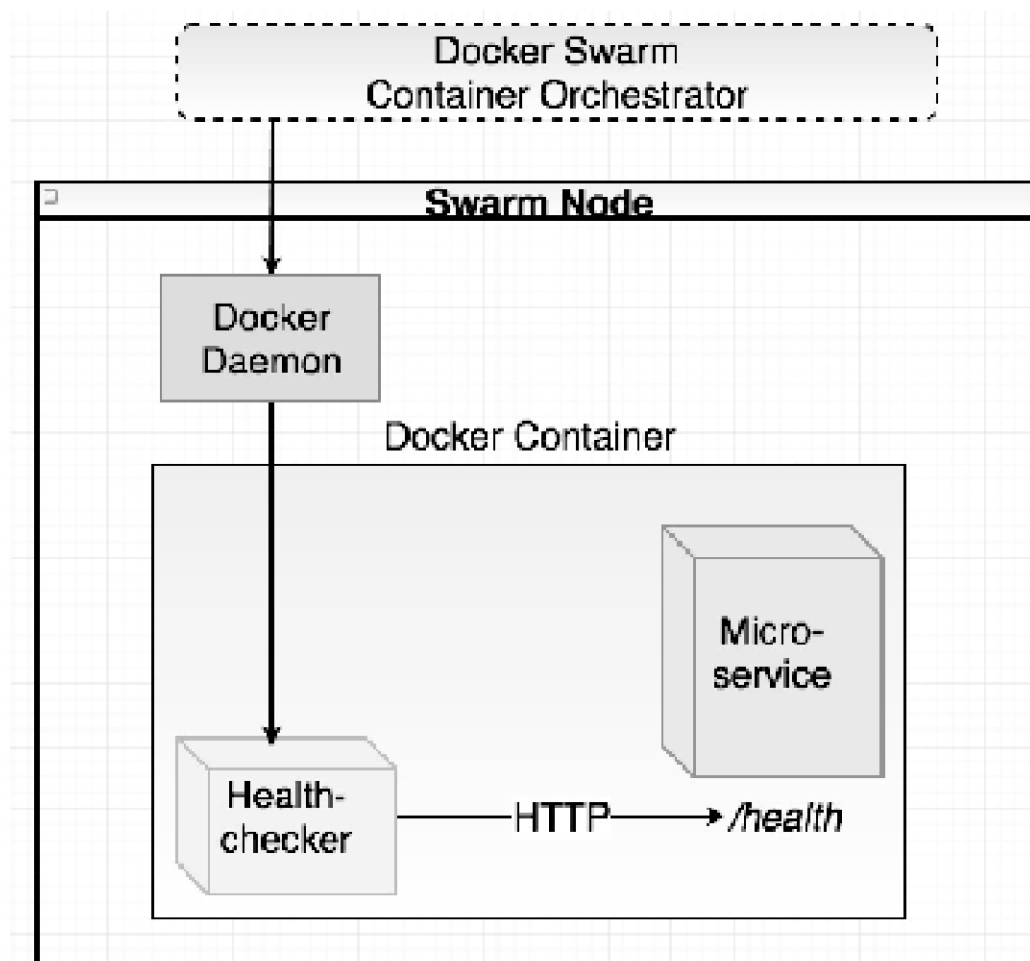 Docker Swarm
Container Orchestrator
Swarm Node
Docker
Daemon
Docker Container
Micro-
service
Health-
checker
HTTP
/health